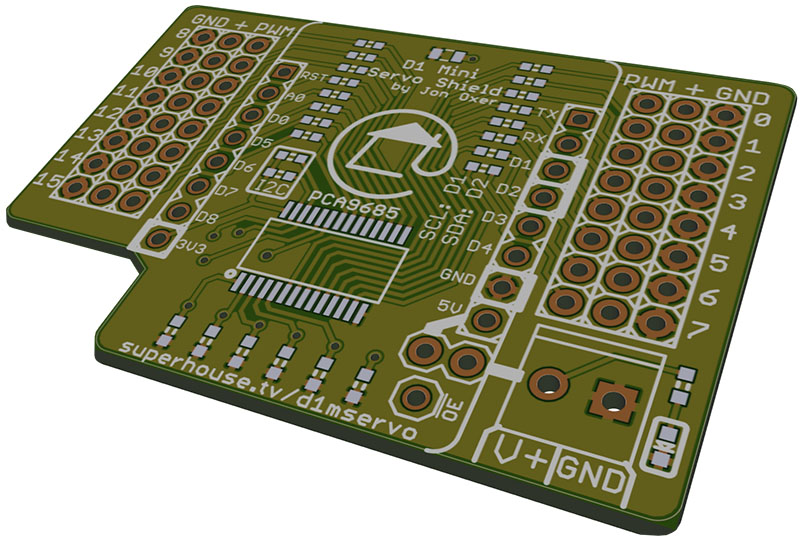 GND + PWM
8
9
10
11
12
13
14
15
RST
A0
D0
D5
D6
D7
D8
3V3
D1 Mini
Servo Shield
by Jon Oxer
I2C
PCA9685
SCL: D1
SDA: D2
TX
RX
D1
D2
D3
D4
GND
5V
PWM + GND
0
1
2
3
4
5
6
7
OE
V+
GND
superhouse.tv/d1mservo